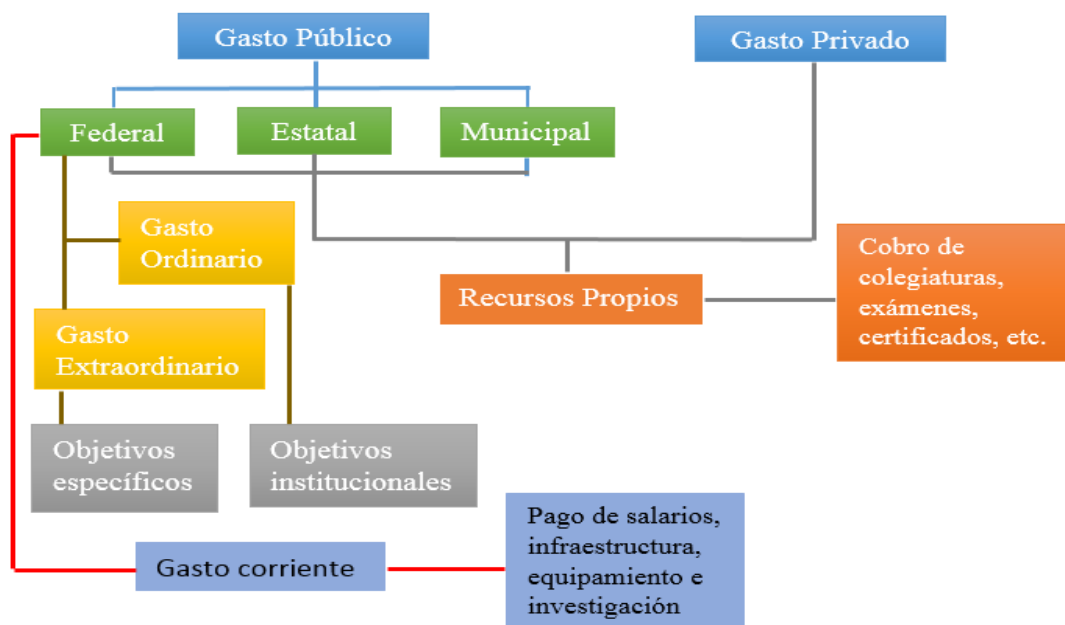 Gasto Público
Gasto Privado
Federal
Estatal
Municipal
Gasto
Ordinario
Cobro de
colegiaturas,
exámenes,
certificados, etc.
Recursos Propios
Gasto
Extraordinario
Objetivos
específicos
Objetivos
institucionales
Pago de salarios,
infraestructura,
equipamiento e
investigación
Gasto corriente